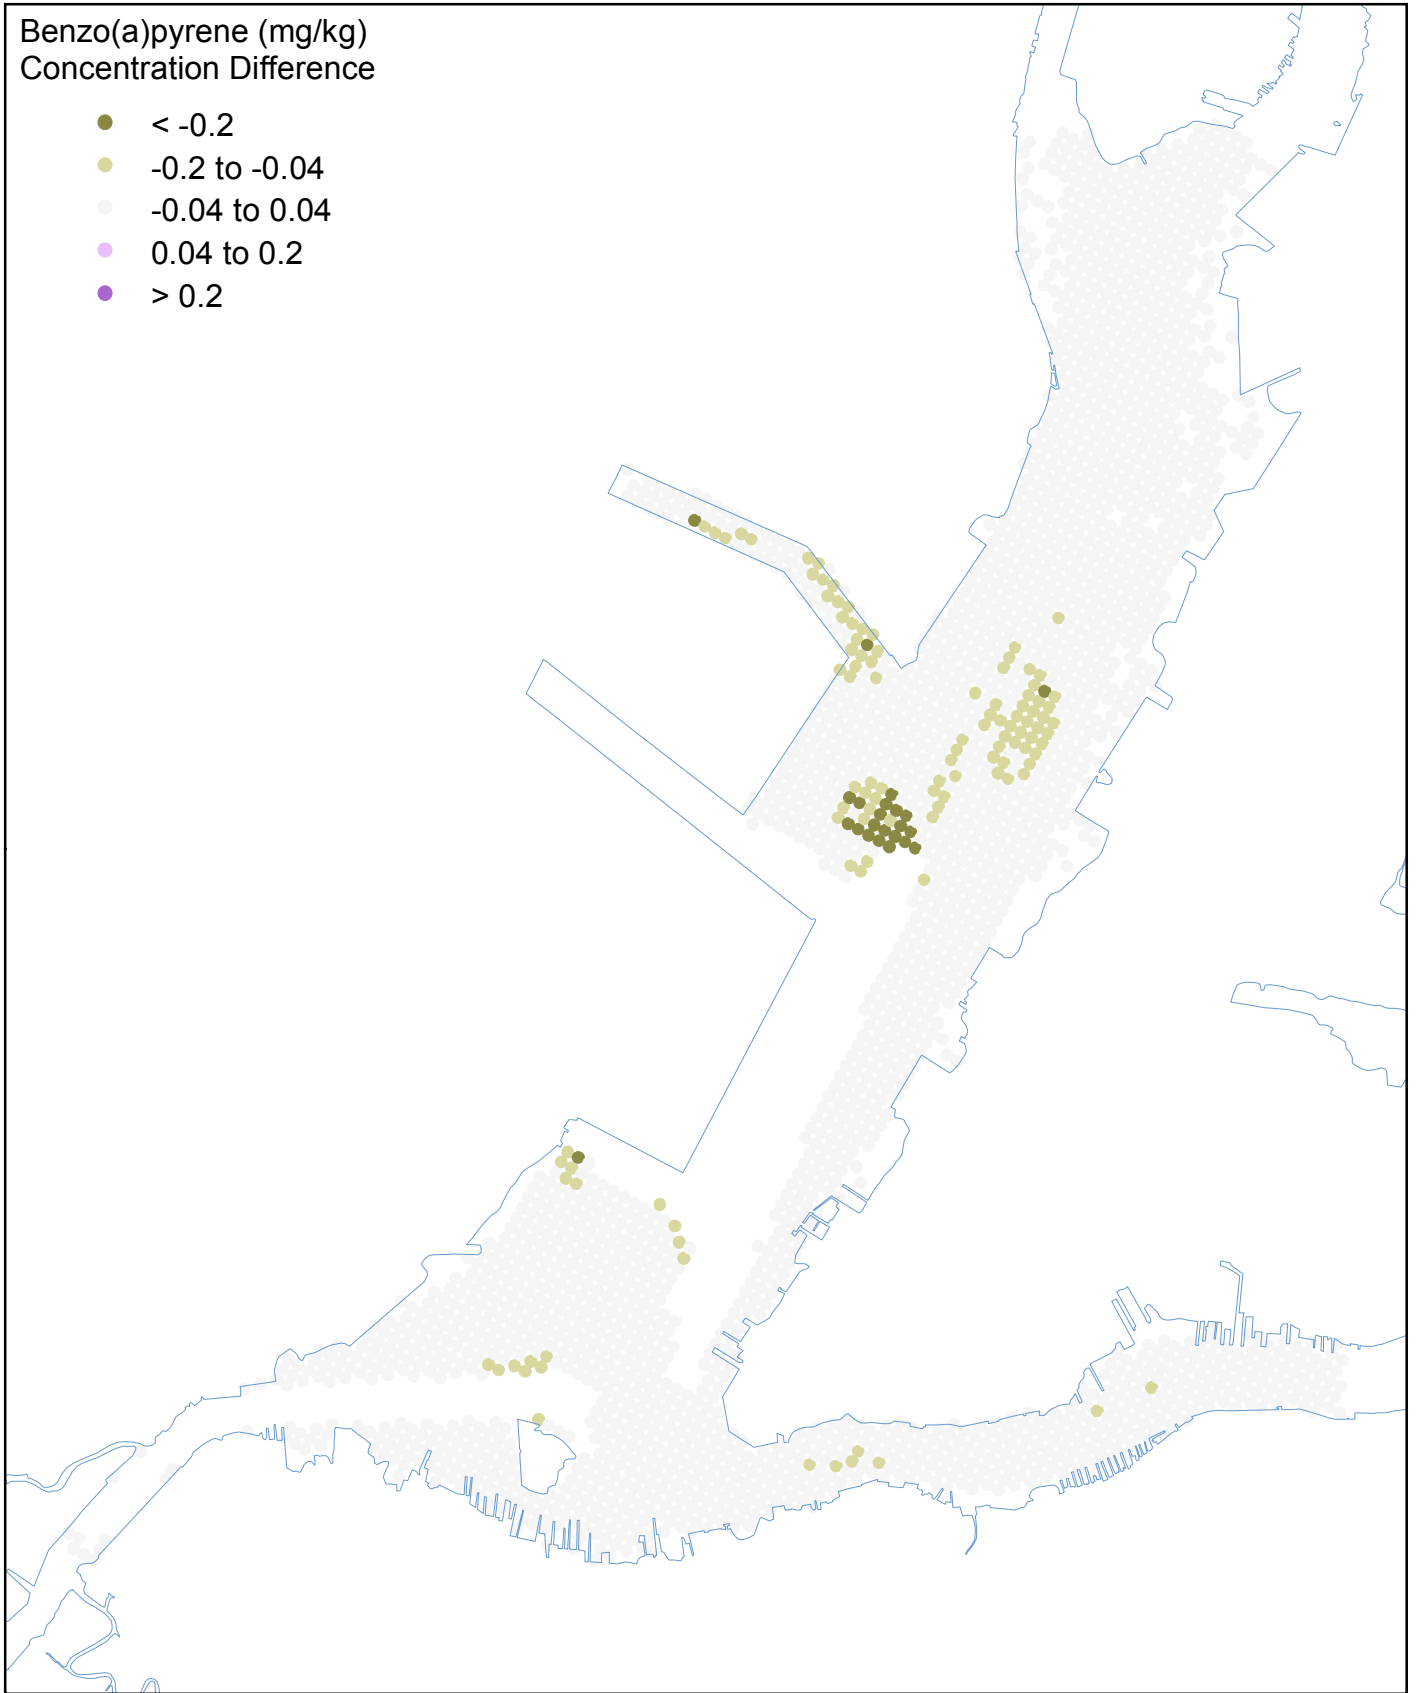 Benzo(a)pyrene (mg/kg)
Concentration Difference
< -0.2
-0.2 to -0.04
-0.04 to 0.04
0.04 to 0.2
> 0.2